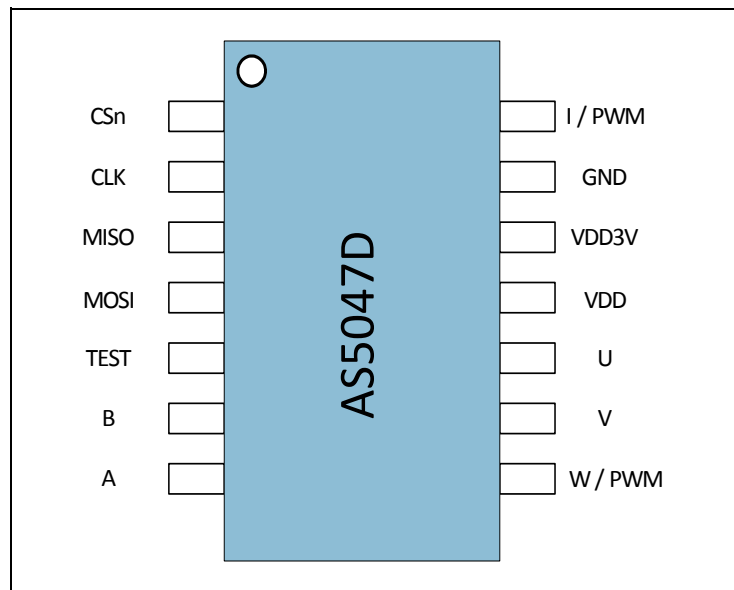 CSn
CLK
MISO
MOSI
TEST
B
A
AS5047D
I / PWM
GND
VDD3V
VDD
U
V
W / PWM